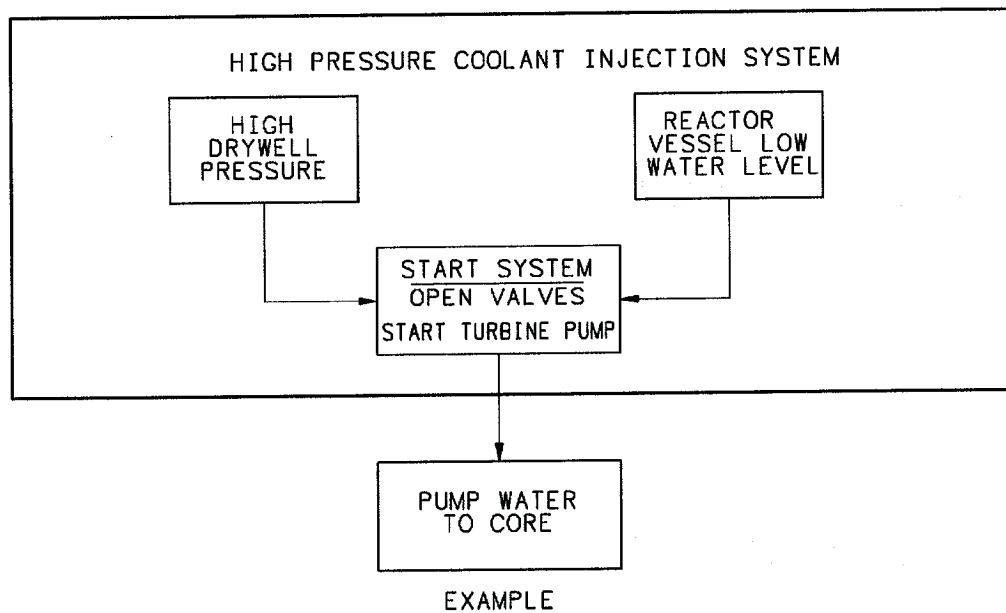 HIGH PRESSURE COOLANT INJECTION SYSTEM
HIGH
DRYWELL
PRESSURE
REACTOR
VESSEL LOW
WATER LEVEL
START SYSTEM
OPEN VALVES
START TURBINE PUMP
PUMP WATER
TO CORE
EXAMPLE